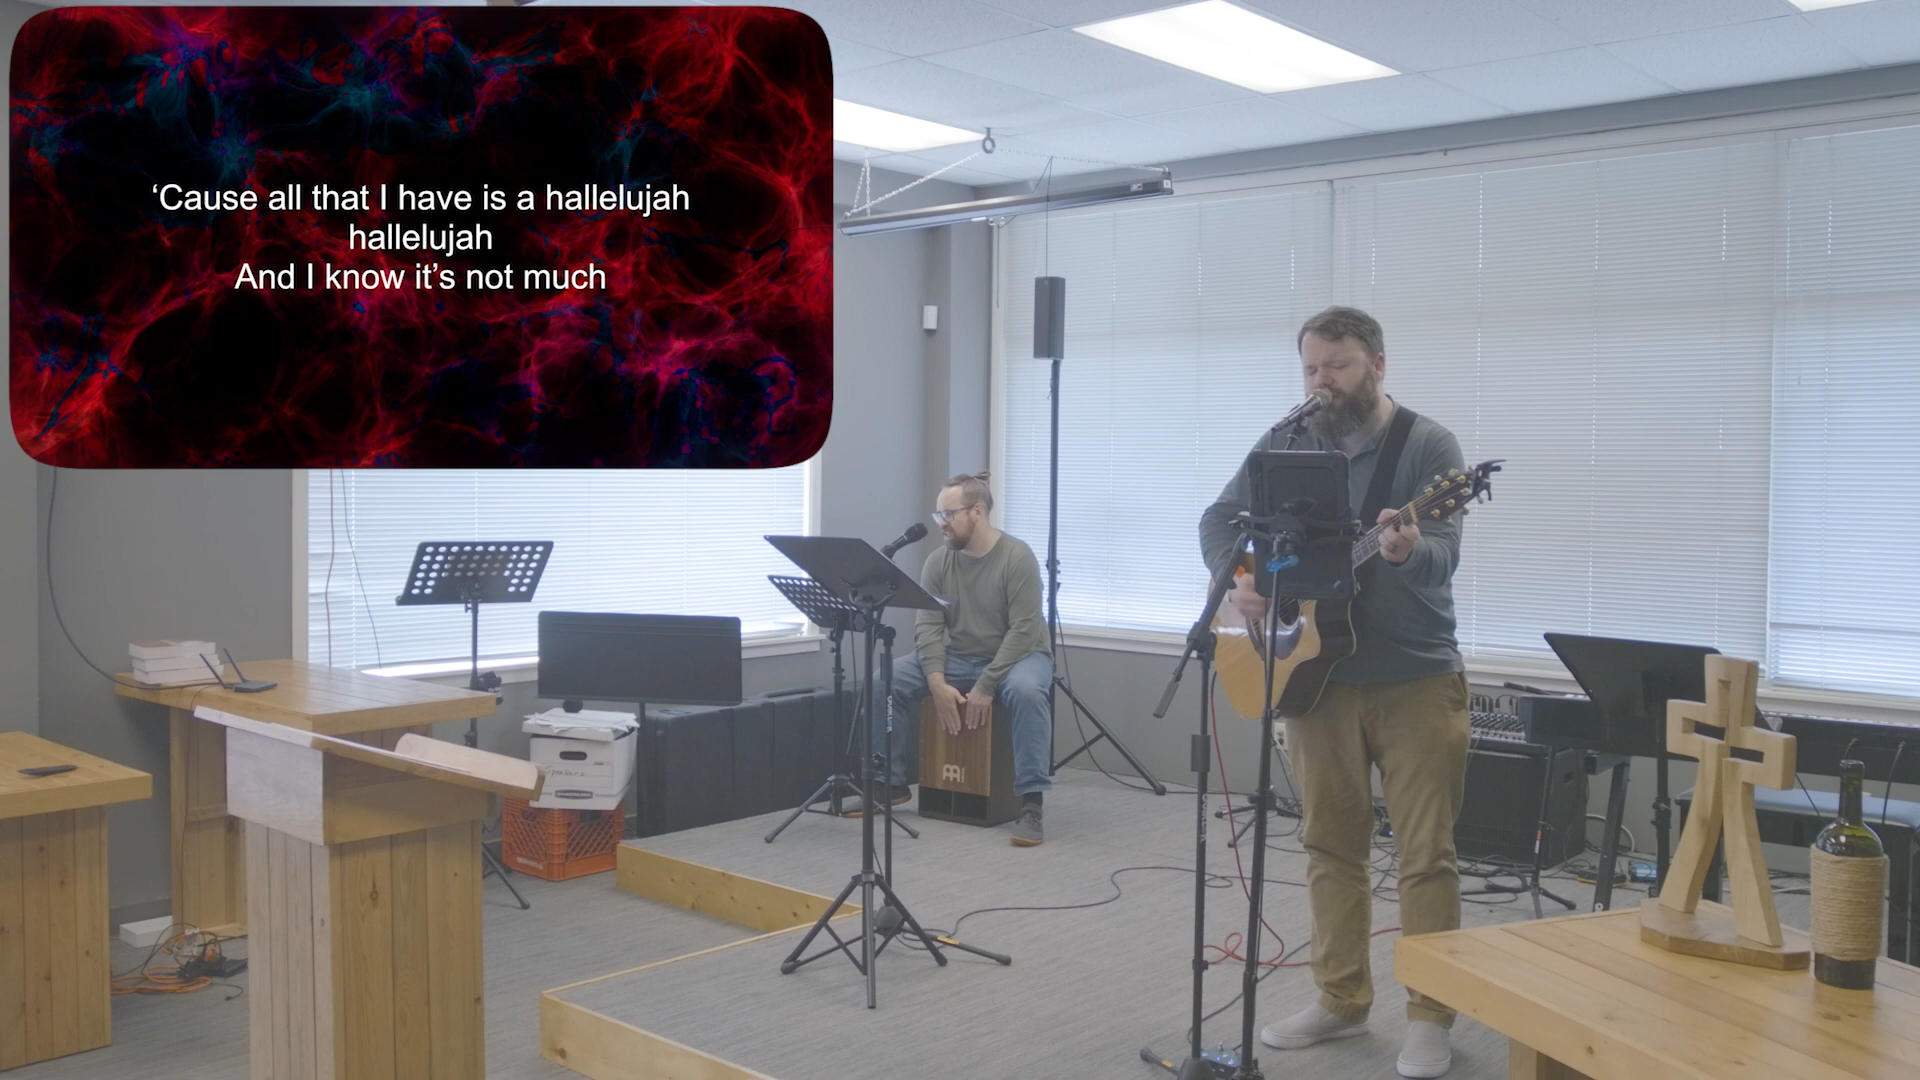 ‘Cause all that I have is a hallelujah
hallelujah
And I know it’s not much